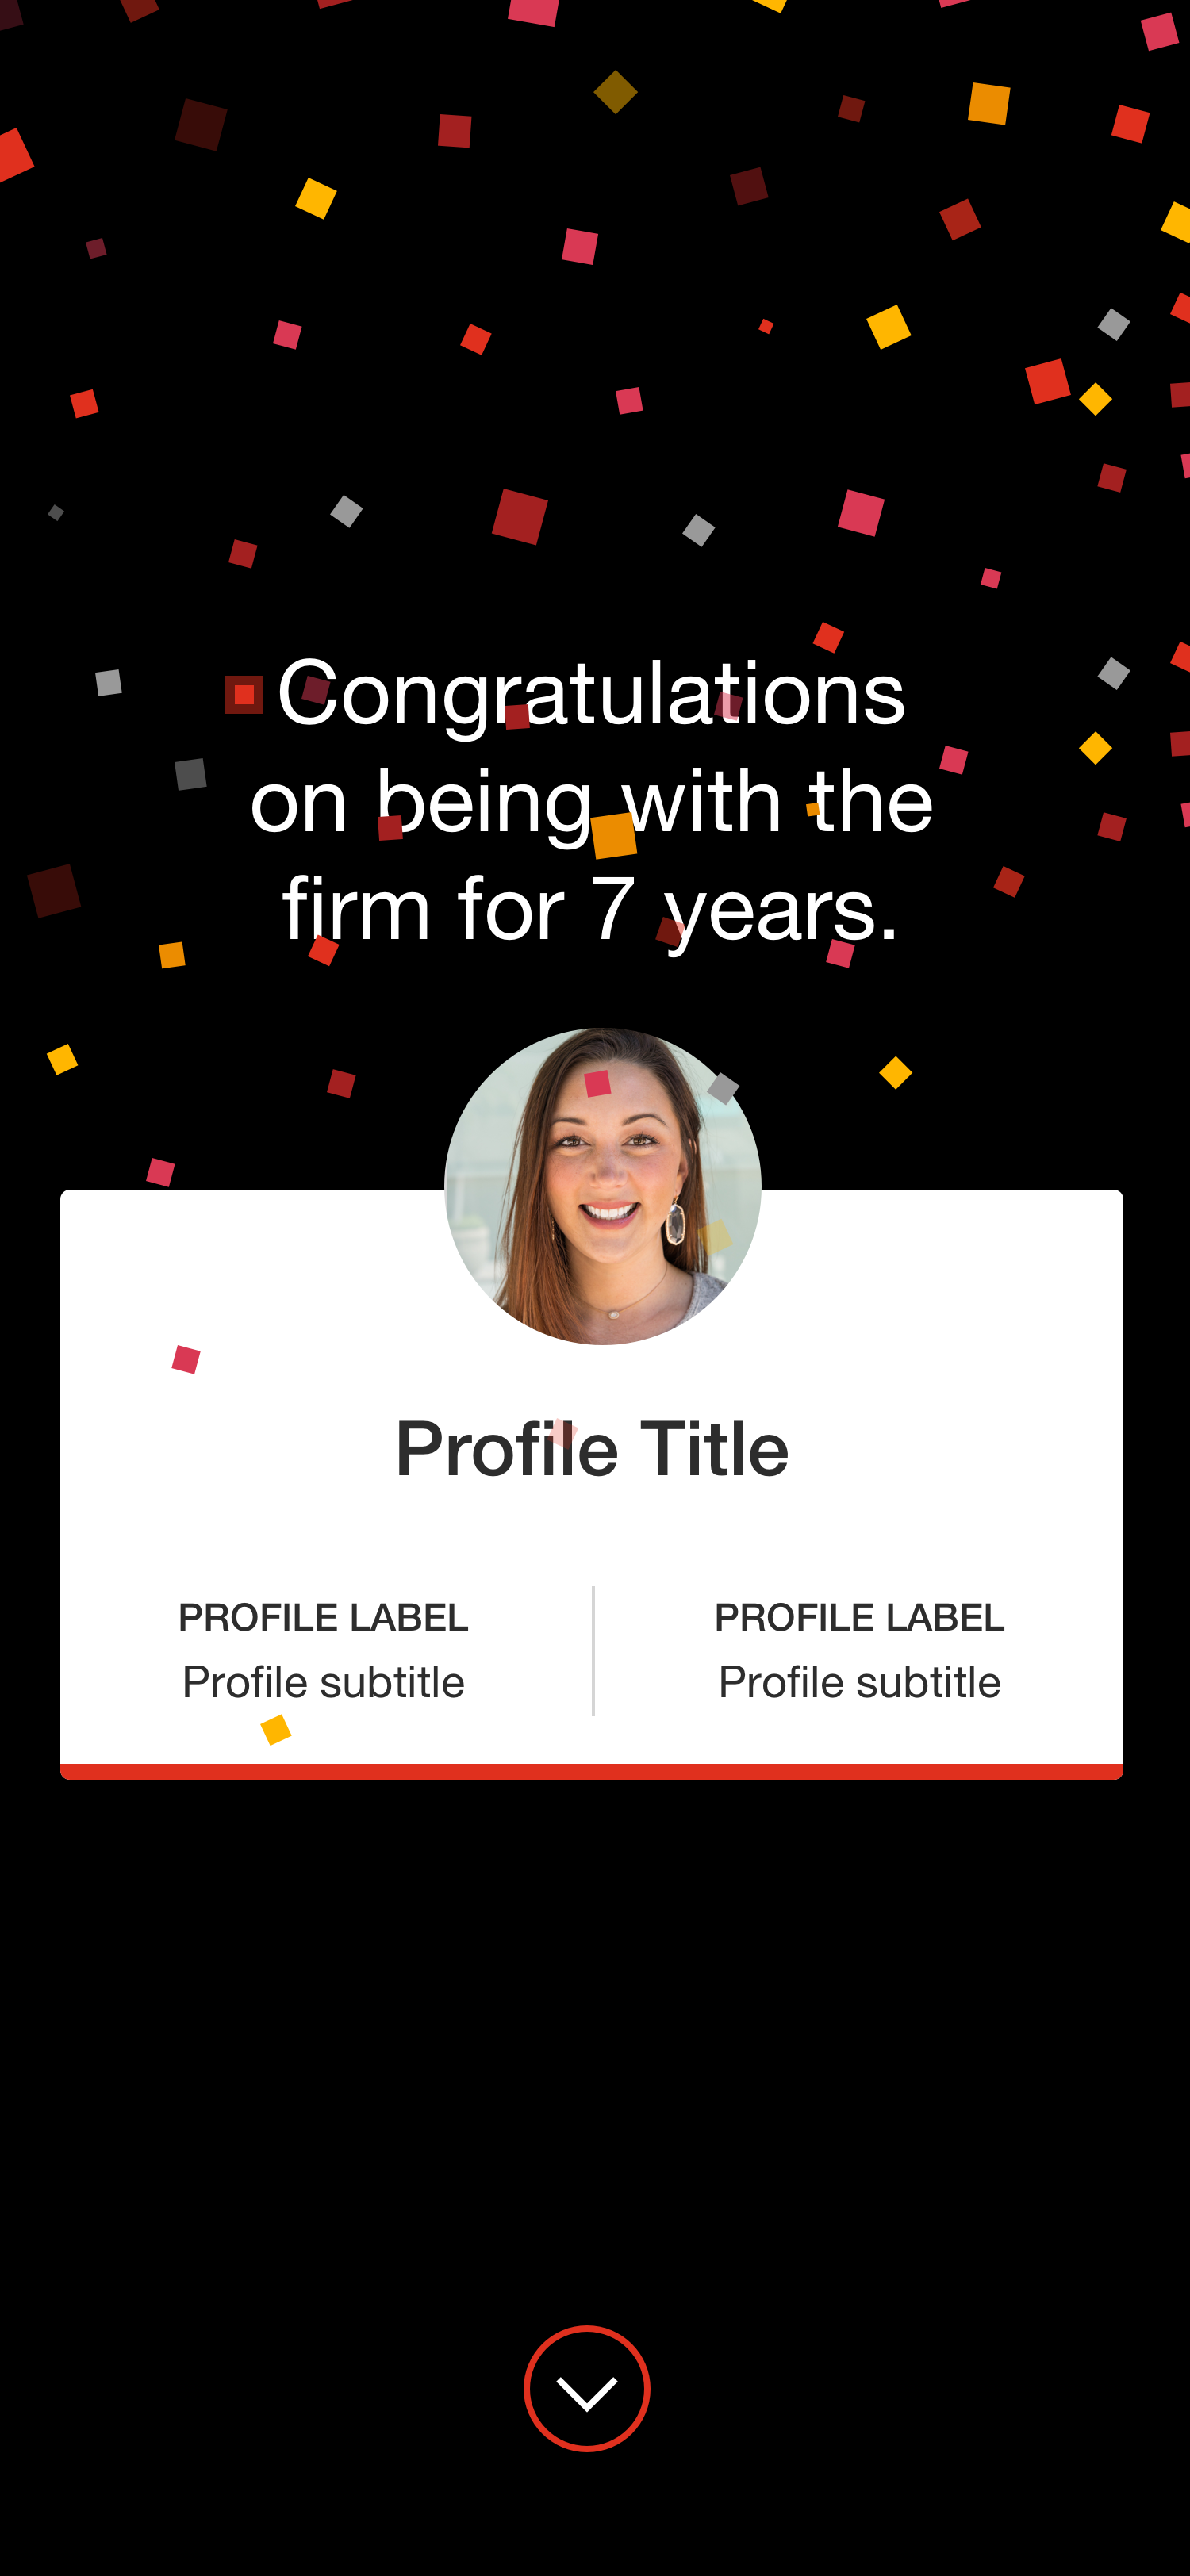 Congratulations
on being with the
firm for 7 years.
Profile Title
PROFILE LABEL
Profile subtitle
PROFILE LABEL
Profile subtitle